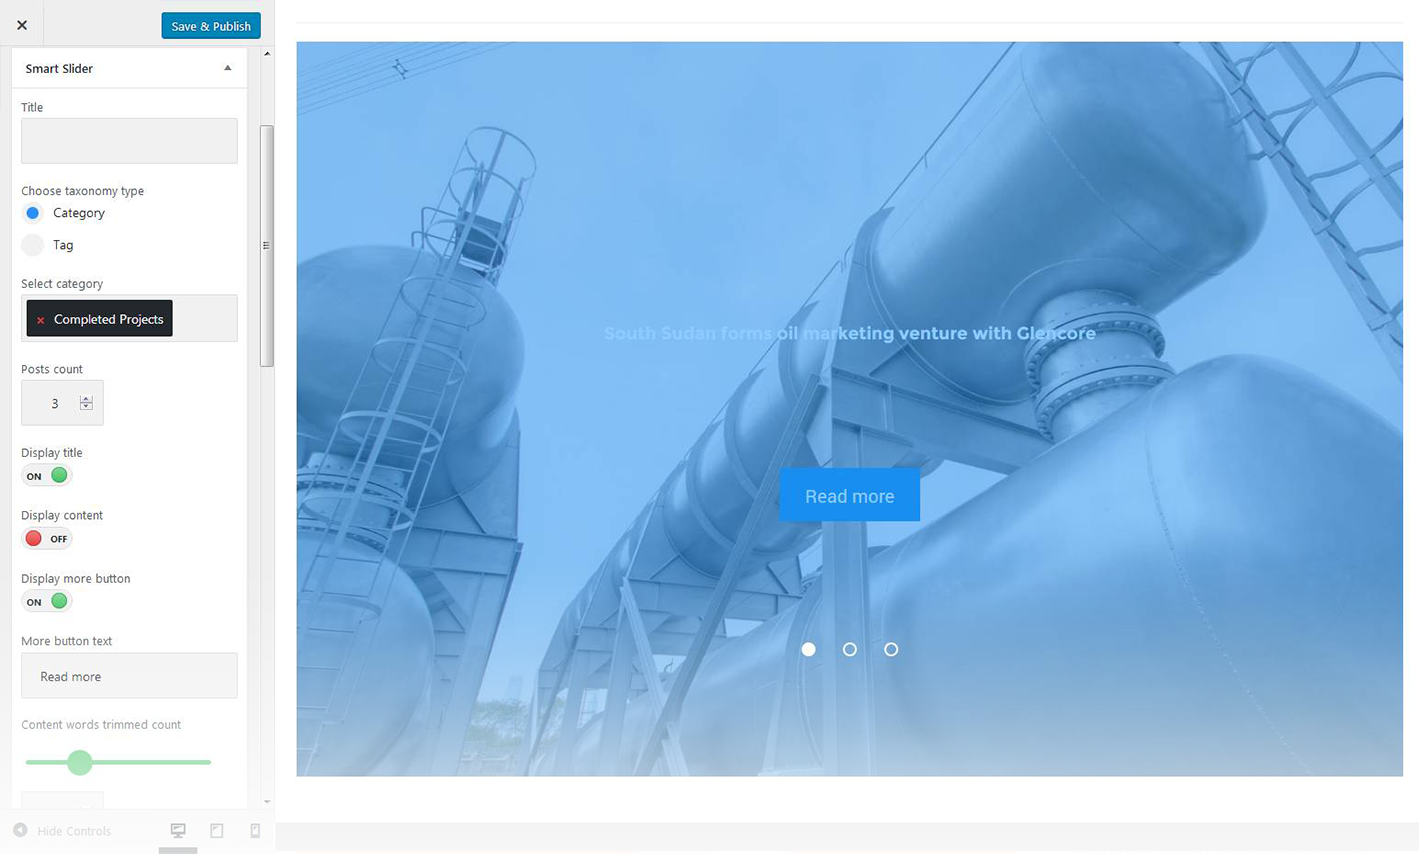 Save & Publish
Smart Slider
Title
Choose taxonomy type
Category
Tag
Select category
× Completed Projects
Posts count
3
Display title
ON
Display content
OFF
Display more button
ON
More button text
Read more
Content words trimmed count
Hide Controls
South Sudan forms oil marketing venture with Glencore
Read more